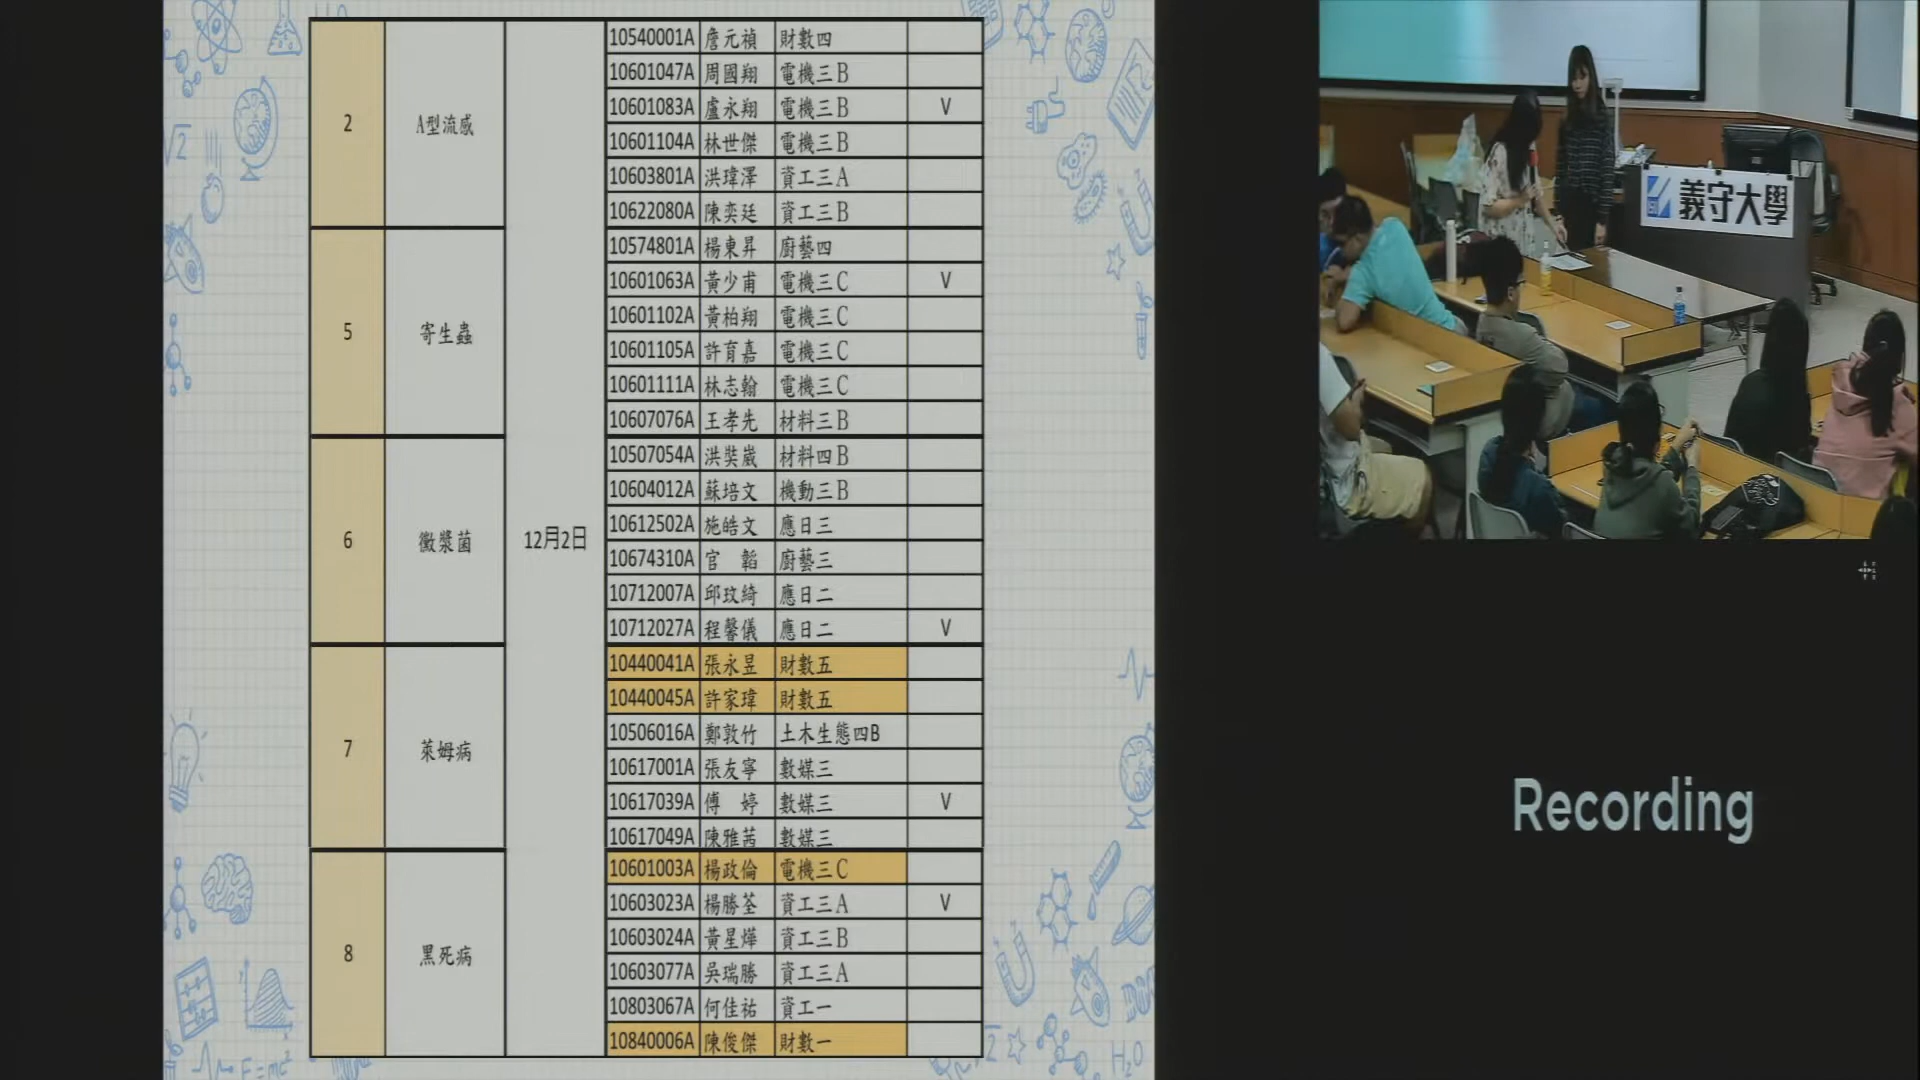 2 A型流感 12月2日
10540001A 詹元禎 財數四
10601047A 周國翔 電機三B
10601083A 盧永翔 電機三B V
10601104A 林世傑 電機三B
10603801A 洪瑋澤 資工三A
10622080A 陳奕廷 資工三B
5 寄生蟲
10574801A 楊東昇 廚藝四
10601063A 黃少甫 電機三C V
10601102A 黃柏翔 電機三C
10601105A 許育嘉 電機三C
10601111A 林志翰 電機三C
10607076A 王孝先 材料三B
6 黴漿菌
10507054A 洪奘崴 材料四B
10604012A 蘇培文 機動三B
10612502A 施皓文 應日三
10674310A 官 韜 廚藝三
10712007A 邱玟綺 應日二
10712027A 程馨儀 應日二 V
7 萊姆病
10440041A 張永昱 財數五
10440045A 許家瑋 財數五
10506016A 鄭敦竹 土木生態四B
10617001A 張友寧 數媒三
10617039A 傅 婷 數媒三 V
10617049A 陳雅茜 數媒三
8 黑死病
10601003A 楊政倫 電機三C
10603023A 楊勝荃 資工三A V
10603024A 黃星燁 資工三B
10603077A 吳瑞勝 資工三A
10803067A 何佳祐 資工一
10840006A 陳俊傑 財數一
義守大學
Recording
√2
E=mc²
H₂O